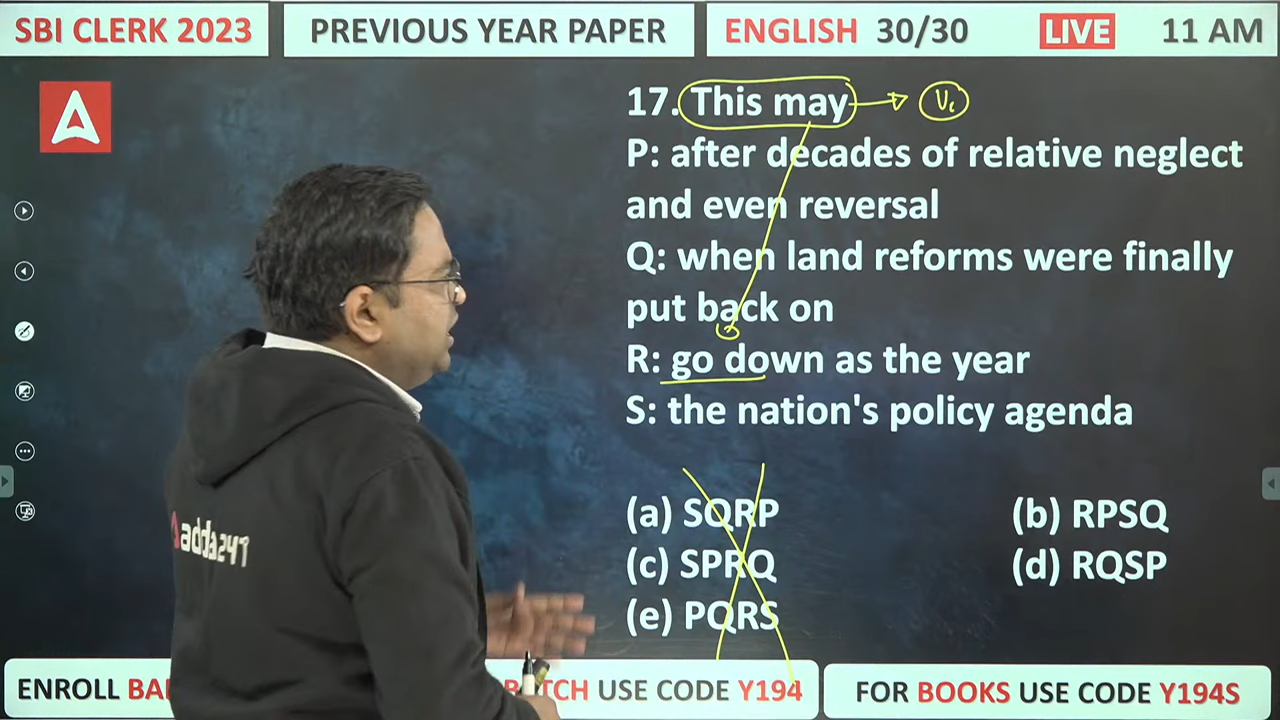 SBI CLERK 2023
PREVIOUS YEAR PAPER
ENGLISH 30/30
LIVE
11 AM
17. This may
V₁
P: after decades of relative neglect
and even reversal
Q: when land reforms were finally
put back on
R: go down as the year
S: the nation's policy agenda
(a) SQRP
(b) RPSQ
(c) SPRQ
(d) RQSP
(e) PQRS
adda247
ENROLL
USE CODE Y194
FOR BOOKS USE CODE Y194S